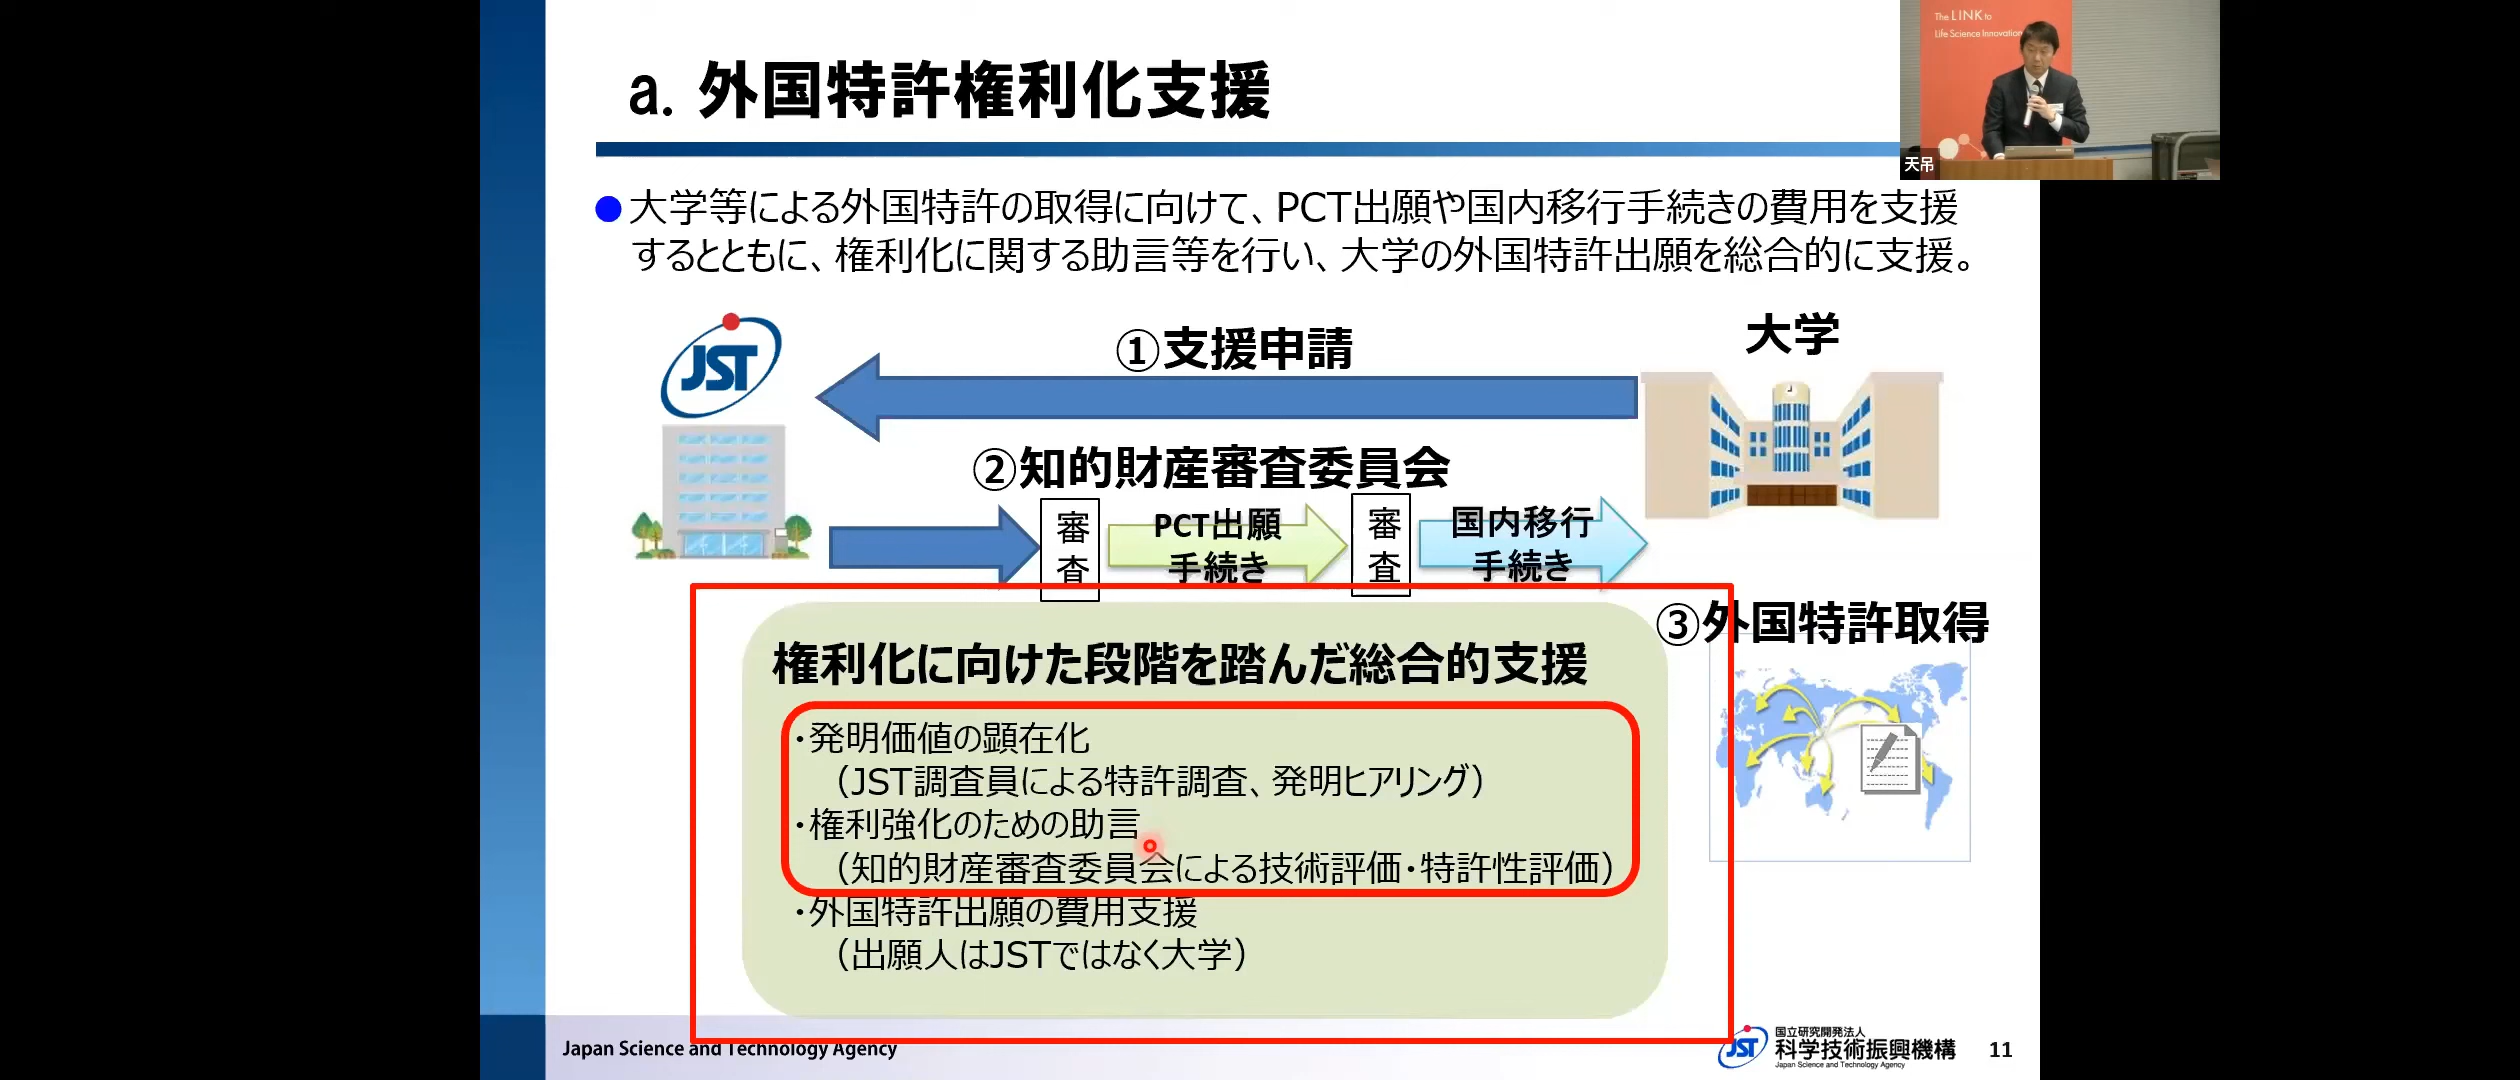 a. 外国特許権利化支援
The LINK to
Life Science Innovation
天吊
●大学等による外国特許の取得に向けて、PCT出願や国内移行手続きの費用を支援
するとともに、権利化に関する助言等を行い、大学の外国特許出願を総合的に支援。
JST
①支援申請
大学
②知的財産審査委員会
審査
PCT出願
手続き
審査
国内移行
手続き
③外国特許取得
権利化に向けた段階を踏んだ総合的支援
・発明価値の顕在化
（JST調査員による特許調査、発明ヒアリング）
・権利強化のための助言
（知的財産審査委員会による技術評価・特許性評価）
・外国特許出願の費用支援
（出願人はJSTではなく大学）
Japan Science and Technology Agency
JST
国立研究開発法人
科学技術振興機構
Japan Science and Technology Agency
11